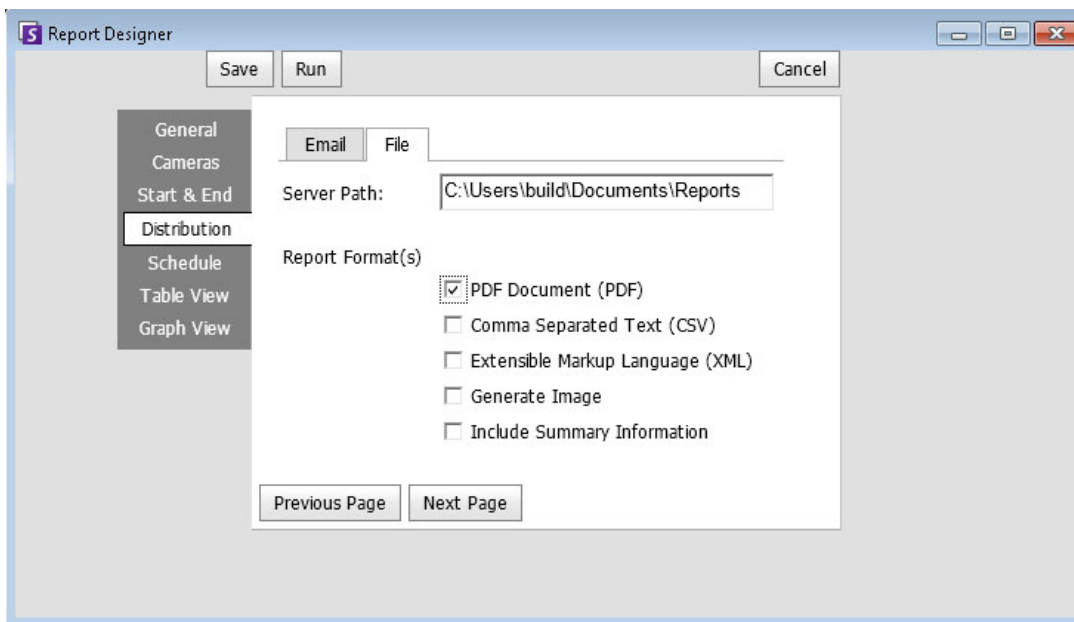 S Report Designer
Save Run Cancel
General
Cameras
Start & End
Distribution
Schedule
Table View
Graph View
Email File
Server Path: C:\Users\build\Documents\Reports
Report Format(s)
PDF Document (PDF)
Comma Separated Text (CSV)
Extensible Markup Language (XML)
Generate Image
Include Summary Information
Previous Page Next Page